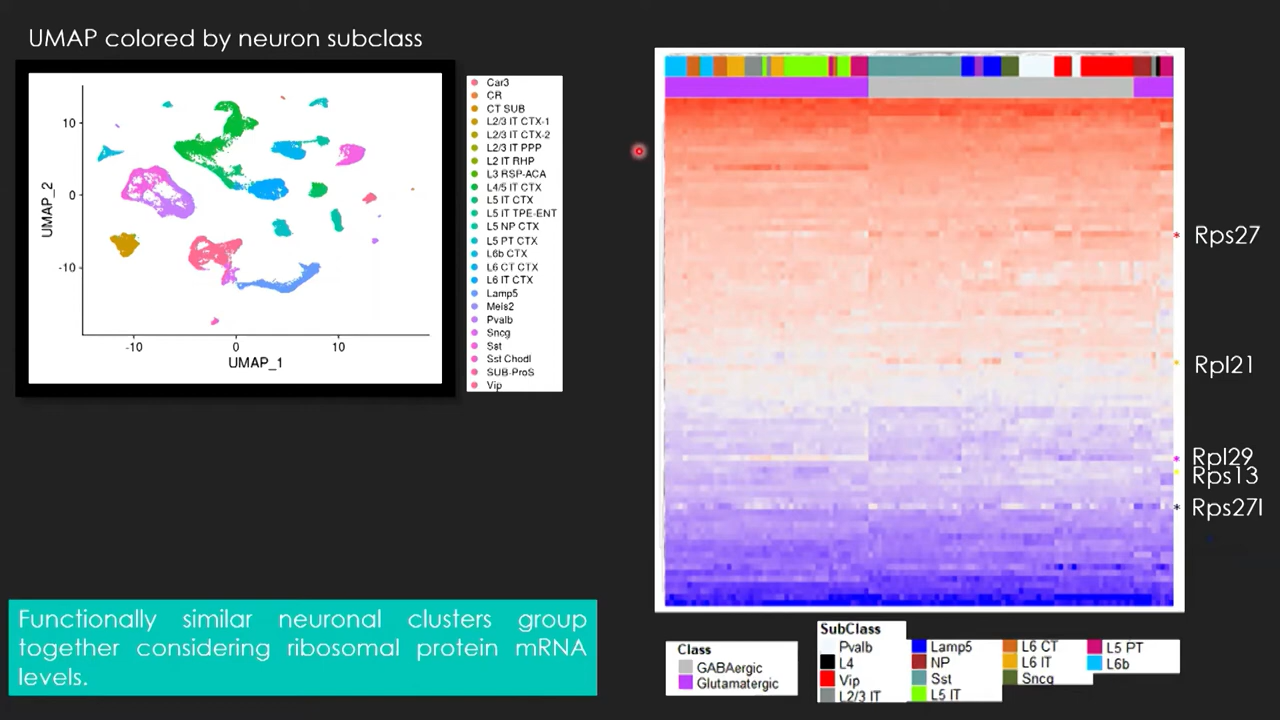 UMAP colored by neuron subclass
10
0
-10
UMAP_2
-10
0
10
UMAP_1
Car3
CR
CT SUB
L2/3 IT CTX-1
L2/3 IT CTX-2
L2/3 IT PPP
L2 IT RHP
L3 RSP-ACA
L4/5 IT CTX
L5 IT CTX
L5 IT TPE-ENT
L5 NP CTX
L5 PT CTX
L6b CTX
L6 CT CTX
L6 IT CTX
Lamp5
Meis2
Pvalb
Sncg
Sst
Sst Chodl
SUB-ProS
Vip
* Rps27
* Rpl21
* Rpl29
* Rps13
* Rps27l
Functionally similar neuronal clusters group
together considering ribosomal protein mRNA
levels.
Class
GABAergic
Glutamatergic
SubClass
Pvalb
L4
Vip
L2/3 IT
Lamp5
NP
Sst
L5 IT
L6 CT
L6 IT
Sncg
L5 PT
L6b